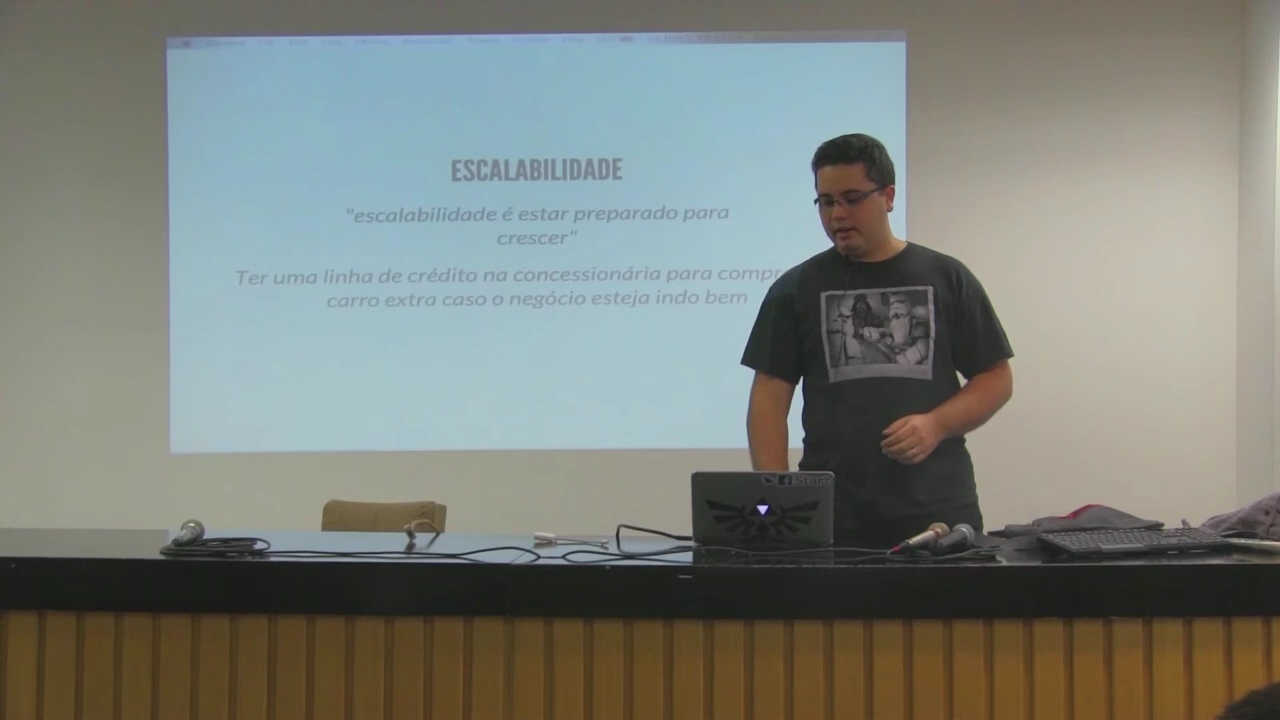 ESCALABILIDADE
"escalabilidade é estar preparado para
crescer"
Ter uma linha de crédito na concessionária para
carro extra caso o negócio esteja indo bem
Start